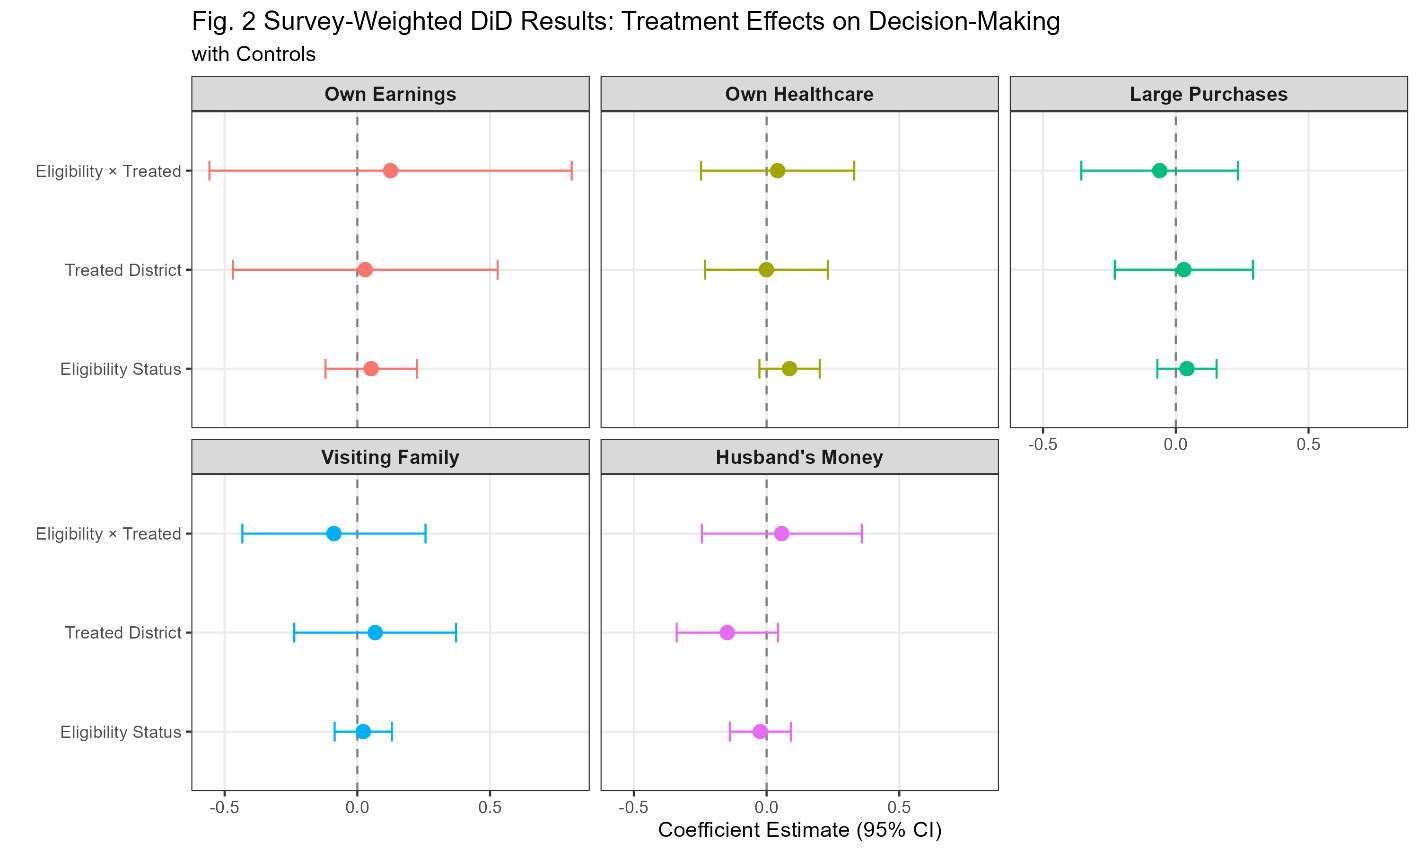 Fig. 2 Survey-Weighted DiD Results: Treatment Effects on Decision-Making
with Controls
Own Earnings
Own Healthcare
Large Purchases
Eligibility × Treated
Treated District
Eligibility Status
-0.5 0.0 0.5
Visiting Family
Husband's Money
Eligibility × Treated
Treated District
Eligibility Status
-0.5 0.0 0.5
-0.5 0.0 0.5
Coefficient Estimate (95% CI)